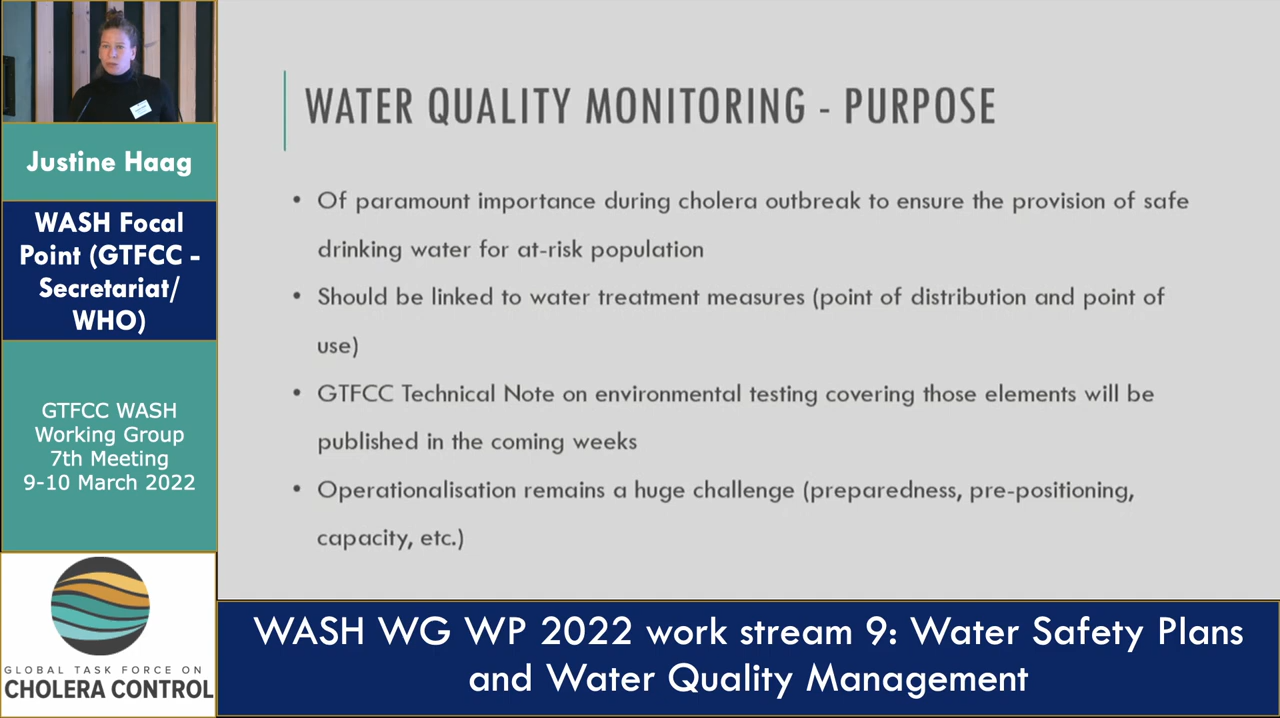 Justine Haag
WASH Focal
Point (GTFCC -
Secretariat/
WHO)
GTFCC WASH
Working Group
7th Meeting
9-10 March 2022
GLOBAL TASK FORCE ON
CHOLERA CONTROL
WATER QUALITY MONITORING - PURPOSE
• Of paramount importance during cholera outbreak to ensure the provision of safe
drinking water for at-risk population
• Should be linked to water treatment measures (point of distribution and point of
use)
• GTFCC Technical Note on environmental testing covering those elements will be
published in the coming weeks
• Operationalisation remains a huge challenge (preparedness, pre-positioning,
capacity, etc.)
WASH WG WP 2022 work stream 9: Water Safety Plans
and Water Quality Management